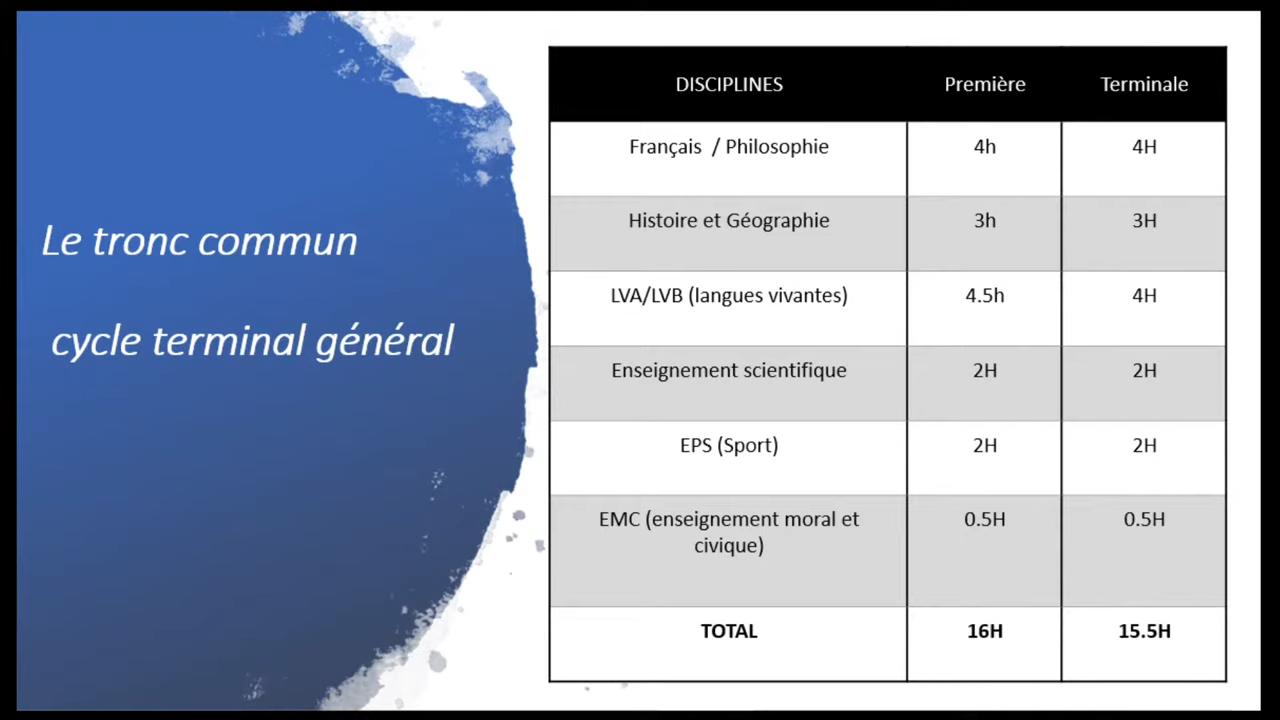 Le tronc commun
cycle terminal général
DISCIPLINES Première Terminale
Français / Philosophie 4h 4H
Histoire et Géographie 3h 3H
LVA/LVB (langues vivantes) 4.5h 4H
Enseignement scientifique 2H 2H
EPS (Sport) 2H 2H
EMC (enseignement moral et 0.5H 0.5H
civique)
TOTAL 16H 15.5H